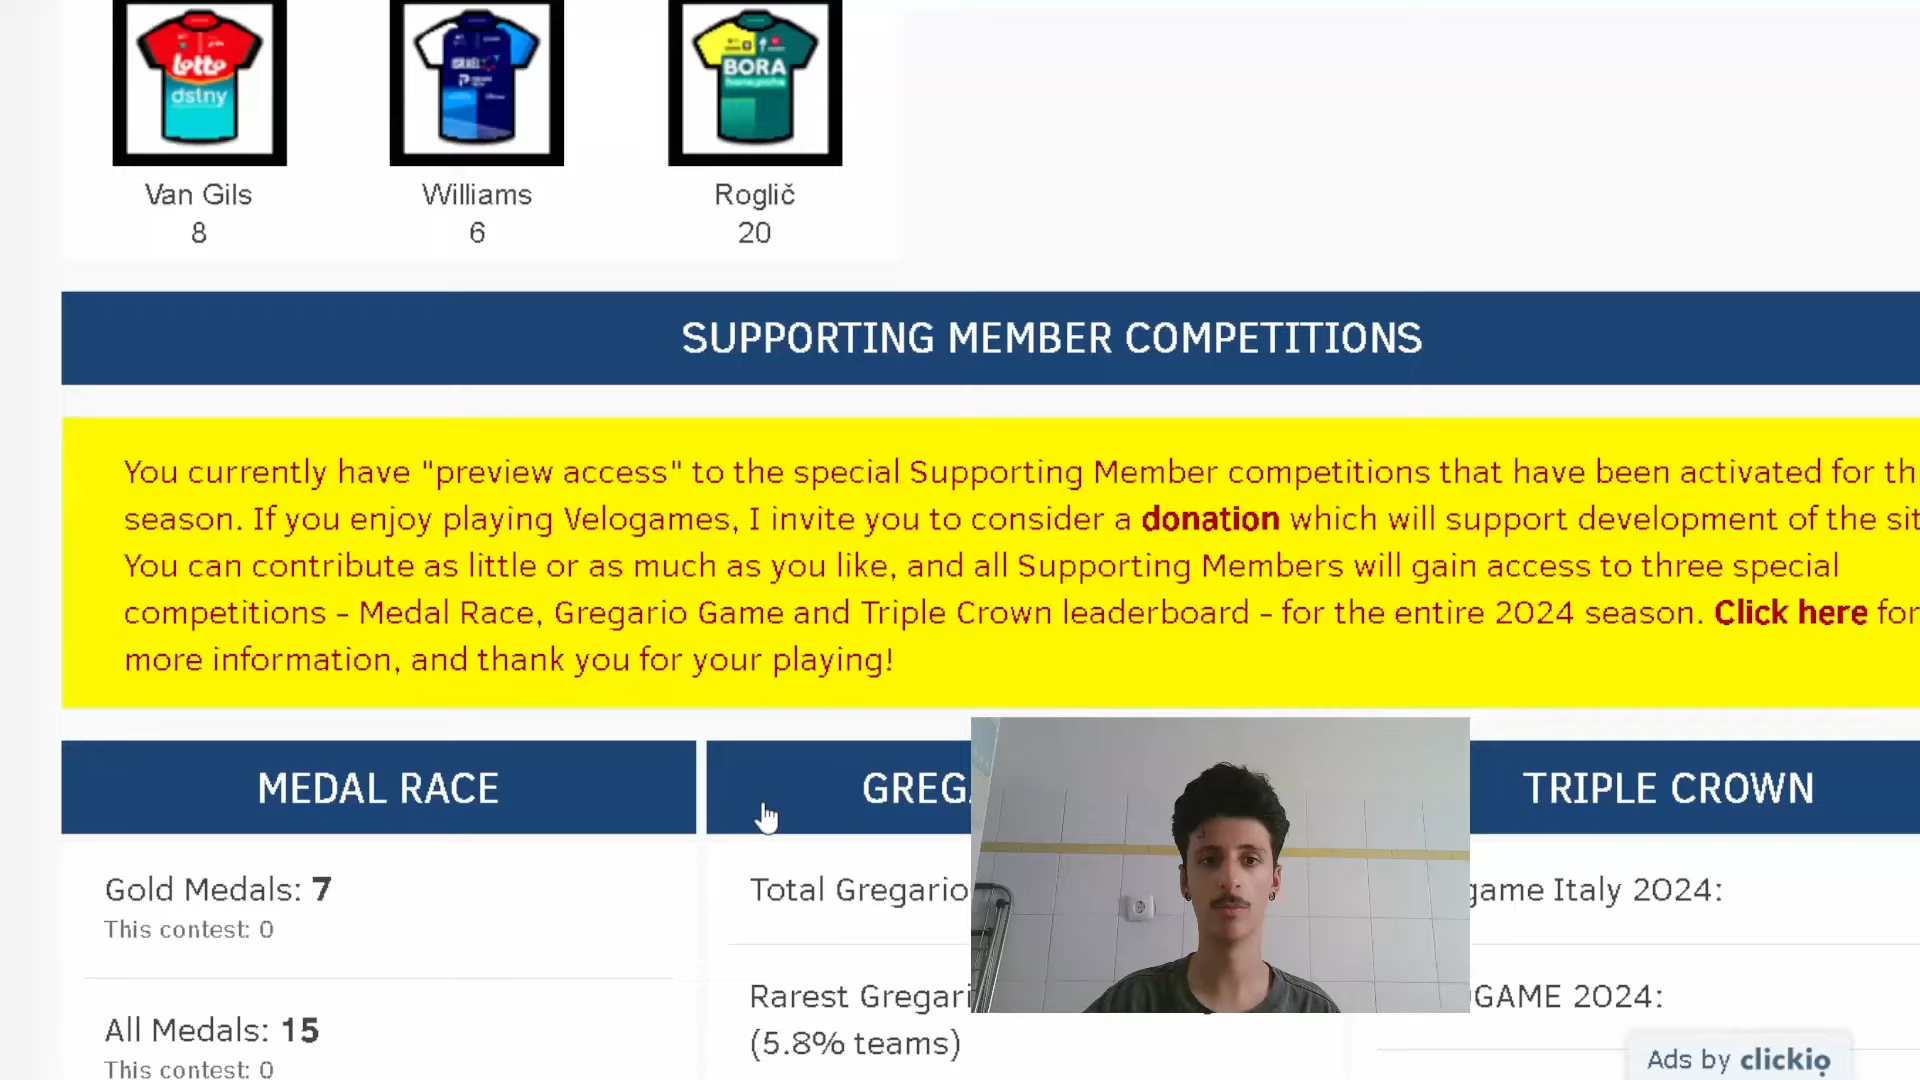 lotto
dstny
ISRAEL
BORA
hansgrohe
Van Gils
Williams
Roglič
8
6
20
SUPPORTING MEMBER COMPETITIONS
You currently have "preview access" to the special Supporting Member competitions that have been activated for th
season. If you enjoy playing Velogames, I invite you to consider a donation which will support development of the sit
You can contribute as little or as much as you like, and all Supporting Members will gain access to three special
competitions - Medal Race, Gregario Game and Triple Crown leaderboard - for the entire 2024 season. Click here for
more information, and thank you for your playing!
MEDAL RACE
GREGA
TRIPLE CROWN
Gold Medals: 7
This contest: 0
All Medals: 15
This contest: 0
Total Gregario
Rarest Gregari
(5.8% teams)
game Italy 2024:
GAME 2024:
Ads by clickio